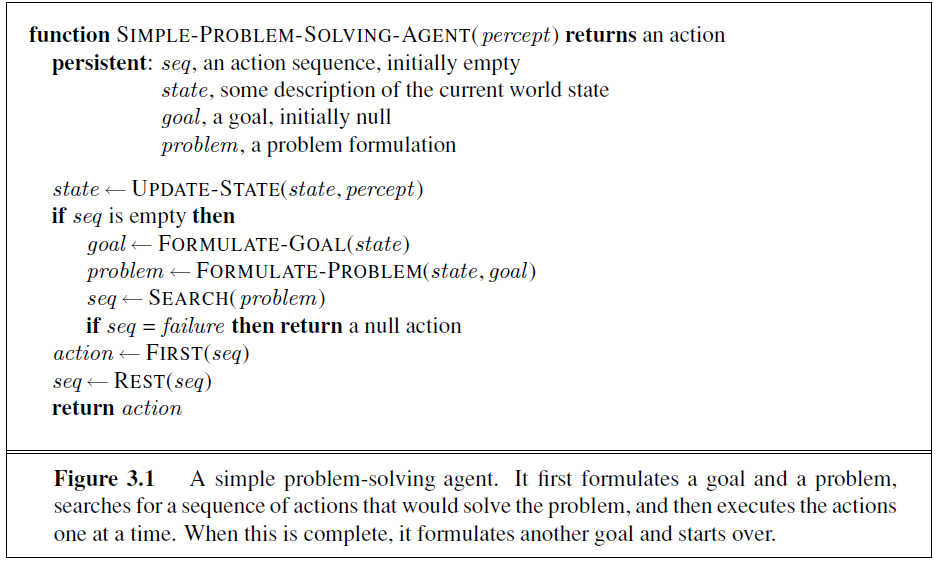 function SIMPLE-PROBLEM-SOLVING-AGENT(percept) returns an action
persistent: seq, an action sequence, initially empty
state, some description of the current world state
goal, a goal, initially null
problem, a problem formulation
state ← UPDATE-STATE(state, percept)
if seq is empty then
goal ← FORMULATE-GOAL(state)
problem ← FORMULATE-PROBLEM(state, goal)
seq ← SEARCH(problem)
if seq = failure then return a null action
action ← FIRST(seq)
seq ← REST(seq)
return action
Figure 3.1 A simple problem-solving agent. It first formulates a goal and a problem,
searches for a sequence of actions that would solve the problem, and then executes the actions
one at a time. When this is complete, it formulates another goal and starts over.